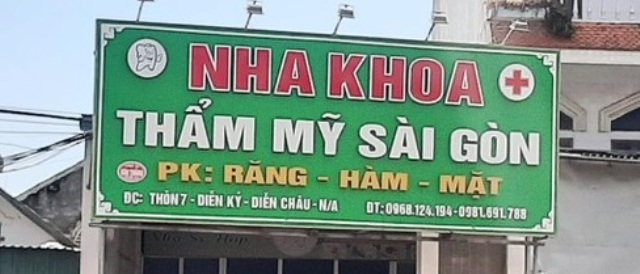 NHA KHOA
THẨM MỸ SÀI GÒN
PK: RĂNG - HÀM - MẶT
ĐC: THÔN 7 - DIỄN KỶ - DIỄN CHÂU - N/A ĐT: 0968.124.194 - 0981.691.788